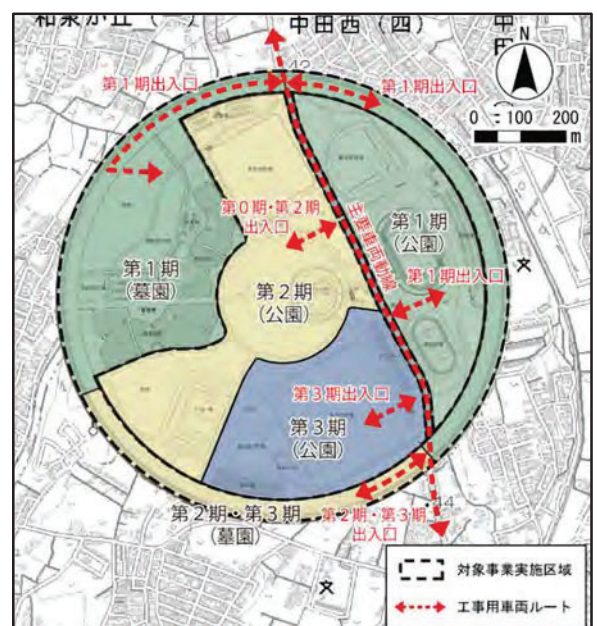 和泉が丘(一)
中田西(四)
中田
N
0 100 200
m
42
第1期出入口
第1期出入口
第0期・第2期
出入口
主要車両動線
第1期
(公園)
文
第1期
(墓園)
第1期出入口
第2期
(公園)
第3期出入口
第3期
(公園)
44
第2期・第3期
(墓園)
第2期・第3期
出入口
文
対象事業実施区域
工事用車両ルート